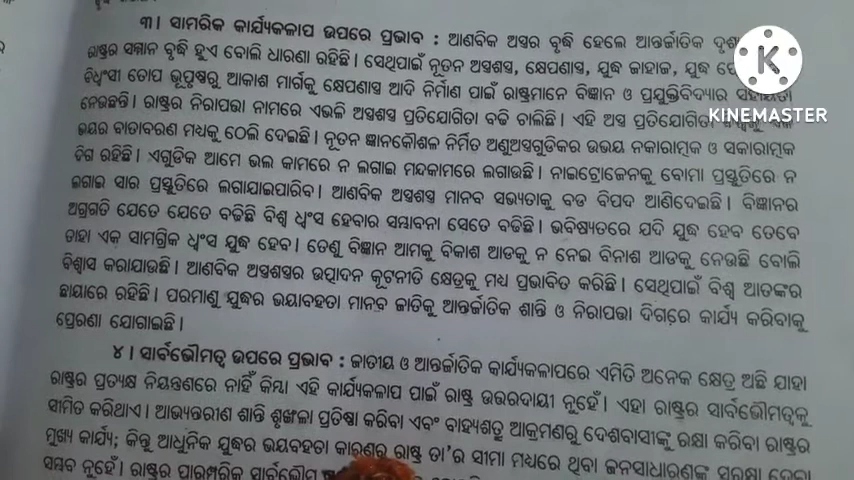 ୩। ସାମରିକ କାର୍ଯ୍ୟକଳାପ ଉପରେ ପ୍ରଭାବ : ଆଣବିକ ଅସ୍ତ୍ରର ବୃଦ୍ଧି ହେଲେ ଆନ୍ତର୍ଜାତିକ
ରାଷ୍ଟ୍ରର ସମ୍ମାନ ବୃଦ୍ଧି ହୁଏ ବୋଲି ଧାରଣା ରହିଛି। ସେଥିପାଇଁ ନୂତନ ଅସ୍ତ୍ରଶସ୍ତ୍ର, କ୍ଷେପଣାସ୍ତ୍ର, ଯୁଦ୍ଧ ଜାହାଜ, ଯୁଦ୍ଧ
ବିଧ୍ୱଂସୀ ତୋପ ଭୂପୃଷ୍ଠରୁ ଆକାଶ ମାର୍ଗକୁ କ୍ଷେପଣାସ୍ତ୍ର ଆଦି ନିର୍ମାଣ ପାଇଁ ରାଷ୍ଟ୍ରମାନେ ବିଜ୍ଞାନ ଓ ପ୍ରଯୁକ୍ତିବିଦ୍ୟାର
ନେଉଛନ୍ତି। ରାଷ୍ଟ୍ରର ନିରାପତ୍ତା ନାମରେ ଏଭଳି ଅସ୍ତ୍ରଶସ୍ତ୍ର ପ୍ରତିଯୋଗିତା ବଢି ଚାଲିଛି। ଏହି ଅସ୍ତ୍ର ପ୍ରତିଯୋଗିତା
ଭୟର ବାତାବରଣ ମଧ୍ୟକୁ ଠେଲି ଦେଇଛି। ନୂତନ ଜ୍ଞାନକୌଶଳ ନିର୍ମିତ ଅଣୁଅସ୍ତ୍ରଗୁଡିକର ଉଭୟ ନକାରାତ୍ମକ ଓ ସକାରାତ୍ମକ
ଦିଗ ରହିଛି। ଏଗୁଡିକ ଆମେ ଭଲ କାମରେ ନ ଲଗାଇ ମନ୍ଦକାମରେ ଲଗାଉଛି। ନାଇଟ୍ରୋଜେନକୁ ବୋମା ପ୍ରସ୍ତୁତିରେ ନ
ଲଗାଇ ସାର ପ୍ରସ୍ତୁତିରେ ଲଗାଯାଇପାରିବ। ଆଣବିକ ଅସ୍ତ୍ରଶସ୍ତ୍ର ମାନବ ସଭ୍ୟତାକୁ ବଡ ବିପଦ ଆଣିଦେଇଛି। ବିଜ୍ଞାନର
ଅଗ୍ରଗତି ଯେତେ ଯେତେ ବଢିଛି ବିଶ୍ୱ ଧ୍ୱଂସ ହେବାର ସମ୍ଭାବନା ସେତେ ବଢିଛି। ଭବିଷ୍ୟତରେ ଯଦି ଯୁଦ୍ଧ ହେବ ତେବେ
ତାହା ଏକ ସାମଗ୍ରିକ ଧ୍ୱଂସ ଯୁଦ୍ଧ ହେବ। ତେଣୁ ବିଜ୍ଞାନ ଆମକୁ ବିକାଶ ଆଡକୁ ନ ନେଇ ବିନାଶ ଆଡକୁ ନେଉଛି ବୋଲି
ବିଶ୍ୱାସ କରାଯାଉଛି। ଆଣବିକ ଅସ୍ତ୍ରଶସ୍ତ୍ରର ଉତ୍ପାଦନ କୂଟନୀତି କ୍ଷେତ୍ରକୁ ମଧ୍ୟ ପ୍ରଭାବିତ କରିଛି। ସେଥିପାଇଁ ବିଶ୍ୱ ଆତଙ୍କର
ଛାୟାରେ ରହିଛି। ପରମାଣୁ ଯୁଦ୍ଧର ଭୟାବହତା ମାନବ ଜାତିକୁ ଆନ୍ତର୍ଜାତିକ ଶାନ୍ତି ଓ ନିରାପତ୍ତା ଦିଗରେ କାର୍ଯ୍ୟ କରିବାକୁ
ପ୍ରେରଣା ଯୋଗାଇଛି।
୪। ସାର୍ବଭୌମତ୍ୱ ଉପରେ ପ୍ରଭାବ : ଜାତୀୟ ଓ ଆନ୍ତର୍ଜାତିକ କାର୍ଯ୍ୟକଳାପରେ ଏମିତି ଅନେକ କ୍ଷେତ୍ର ଅଛି ଯାହା
ରାଷ୍ଟ୍ରର ପ୍ରତ୍ୟକ୍ଷ ନିୟନ୍ତ୍ରଣରେ ନାହିଁ କିମ୍ବା ଏହି କାର୍ଯ୍ୟକଳାପ ପାଇଁ ରାଷ୍ଟ୍ର ଉତ୍ତରଦାୟୀ ନୁହେଁ। ଏହା ରାଷ୍ଟ୍ରର ସାର୍ବଭୌମତ୍ୱକୁ
ସୀମିତ କରିଥାଏ। ଆଭ୍ୟନ୍ତରୀଣ ଶାନ୍ତି ଶୃଙ୍ଖଳା ପ୍ରତିଷ୍ଠା କରିବା ଏବଂ ବାହ୍ୟଶତ୍ରୁ ଆକ୍ରମଣରୁ ଦେଶବାସୀଙ୍କୁ ରକ୍ଷା କରିବା ରାଷ୍ଟ୍ରର
ମୁଖ୍ୟ କାର୍ଯ୍ୟ; କିନ୍ତୁ ଆଧୁନିକ ଯୁଦ୍ଧର ଭୟବହତା କାରଣରୁ ରାଷ୍ଟ୍ର ତା'ର ସୀମା ମଧ୍ୟରେ ଥିବା ଜନସାଧାରଣଙ୍କ ସୁରକ୍ଷା ଦେବା
ସମ୍ଭବ ନୁହେଁ। ରାଷ୍ଟ୍ରର ପାରମ୍ପରିକ ସାର୍ବଭୌମ
KINEMASTER